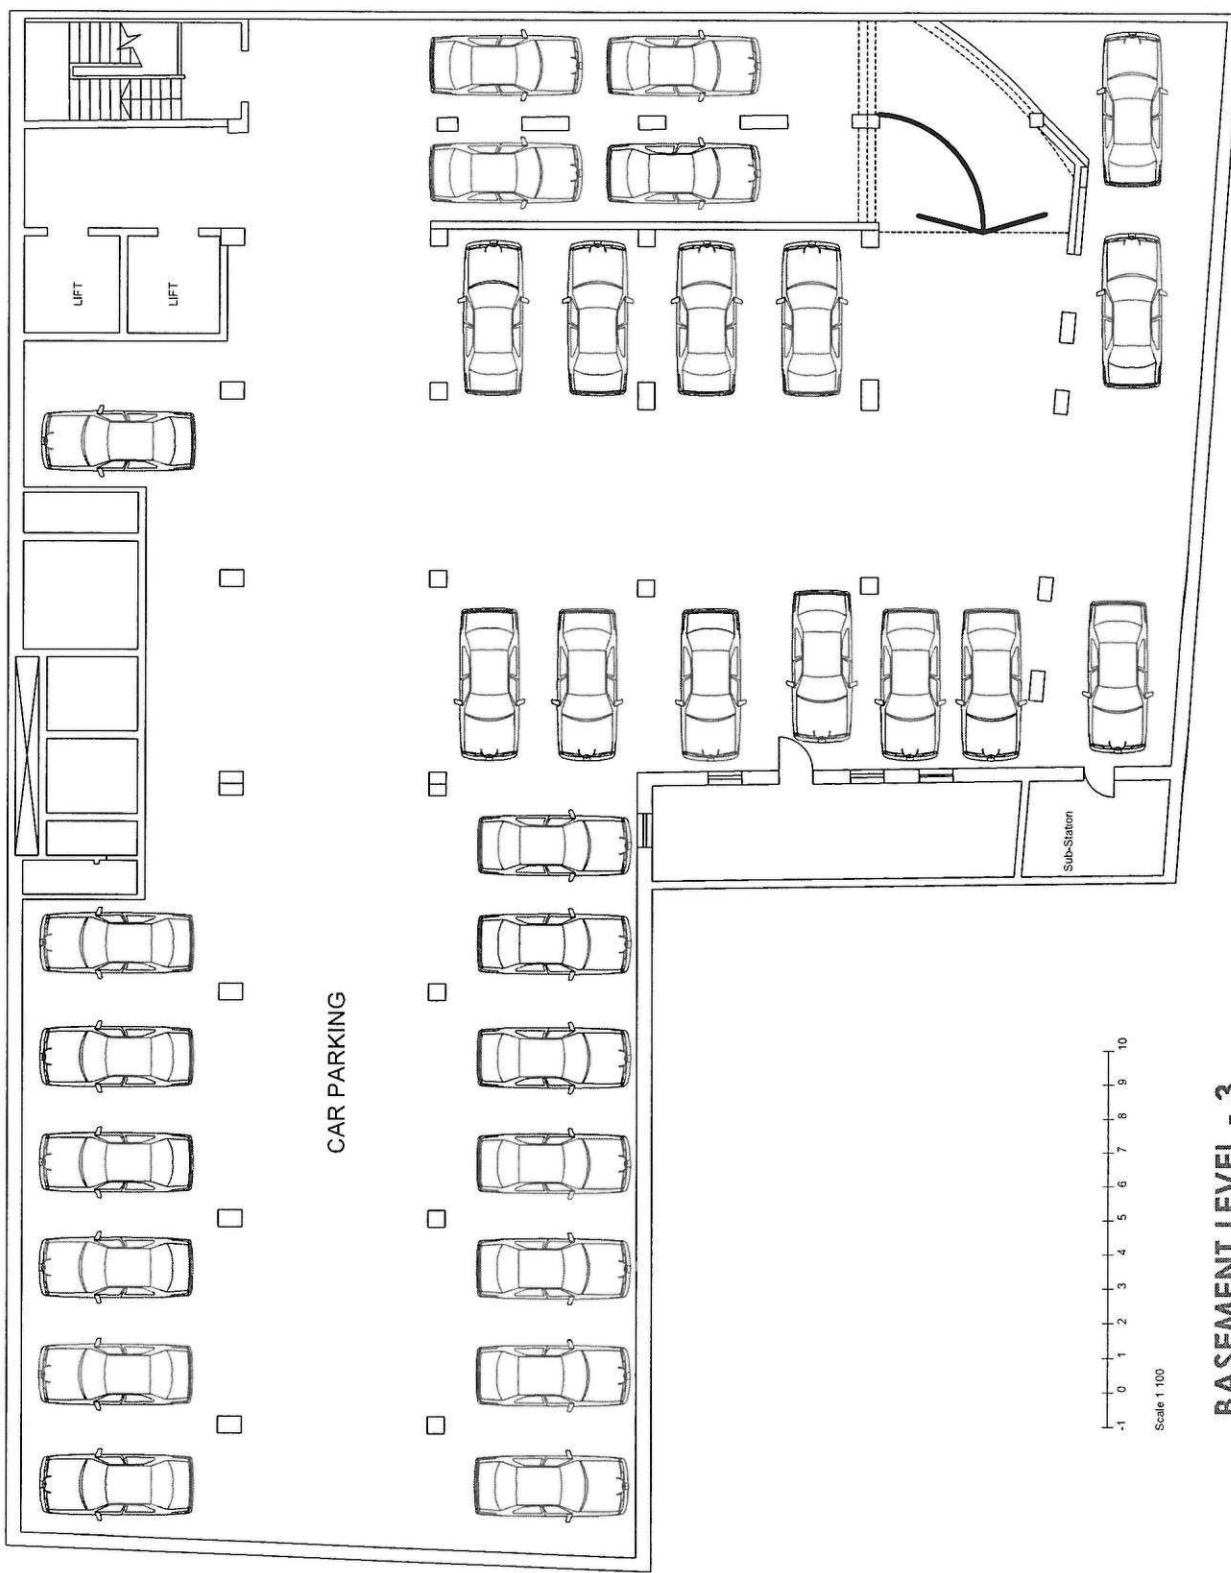 LIFT
LIFT
CAR PARKING
Sub-Station
-1 0 1 2 3 4 5 6 7 8 9 10
Scale 1 100
BASEMENT LEVEL - 3